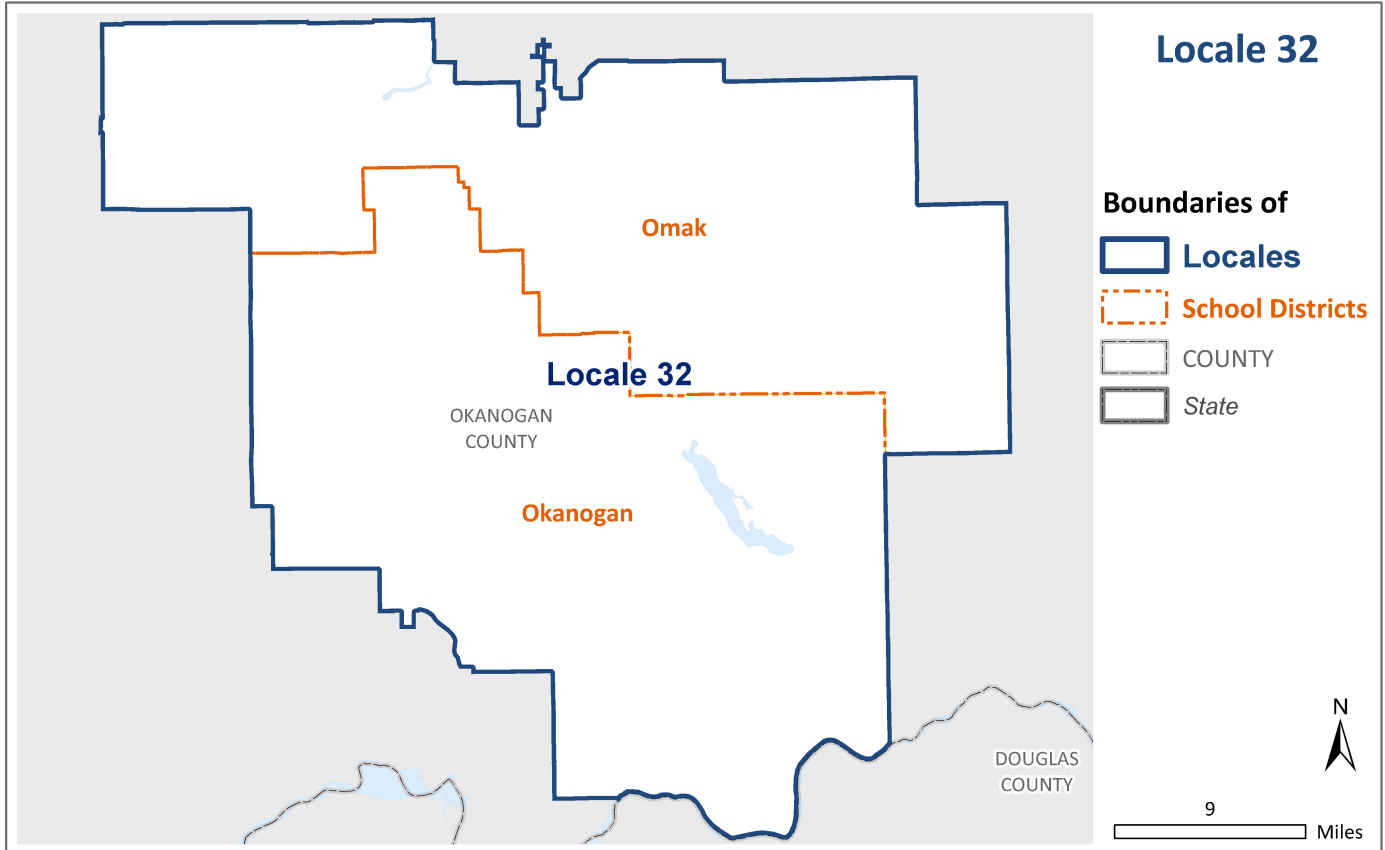 Locale 32
Boundaries of
Locales
School Districts
COUNTY
State
Omak
Locale 32
OKANOGAN
COUNTY
Okanogan
DOUGLAS
COUNTY
N
9
Miles